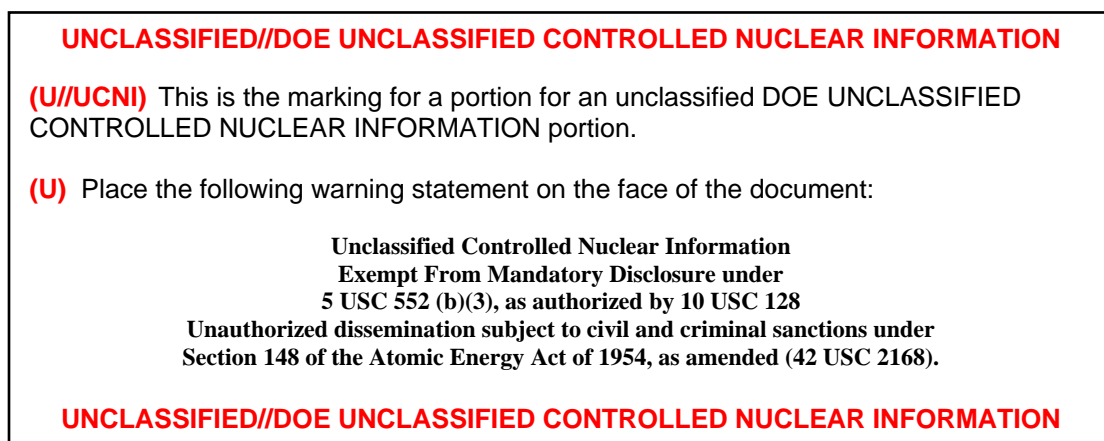 UNCLASSIFIED//DOE UNCLASSIFIED CONTROLLED NUCLEAR INFORMATION
(U//UCNI) This is the marking for a portion for an unclassified DOE UNCLASSIFIED
CONTROLLED NUCLEAR INFORMATION portion.
(U) Place the following warning statement on the face of the document:
Unclassified Controlled Nuclear Information
Exempt From Mandatory Disclosure under
5 USC 552 (b)(3), as authorized by 10 USC 128
Unauthorized dissemination subject to civil and criminal sanctions under
Section 148 of the Atomic Energy Act of 1954, as amended (42 USC 2168).
UNCLASSIFIED//DOE UNCLASSIFIED CONTROLLED NUCLEAR INFORMATION